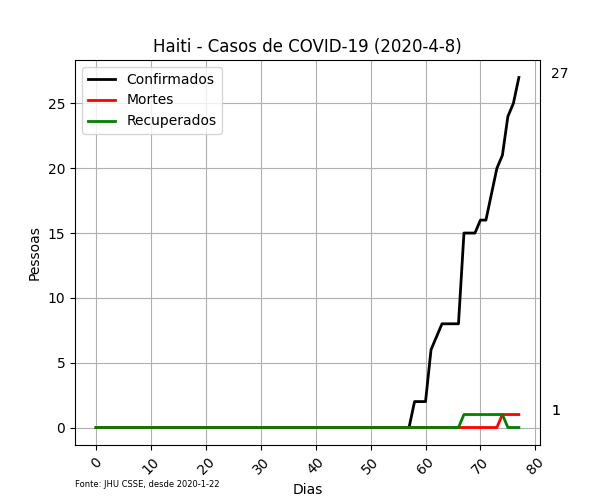 Haiti - Casos de COVID-19 (2020-4-8)
Confirmados
Mortes
Recuperados
27
1
Pessoas
25
20
15
10
5
0
0 10 20 30 40 50 60 70 80
Fonte: JHU CSSE, desde 2020-1-22
Dias